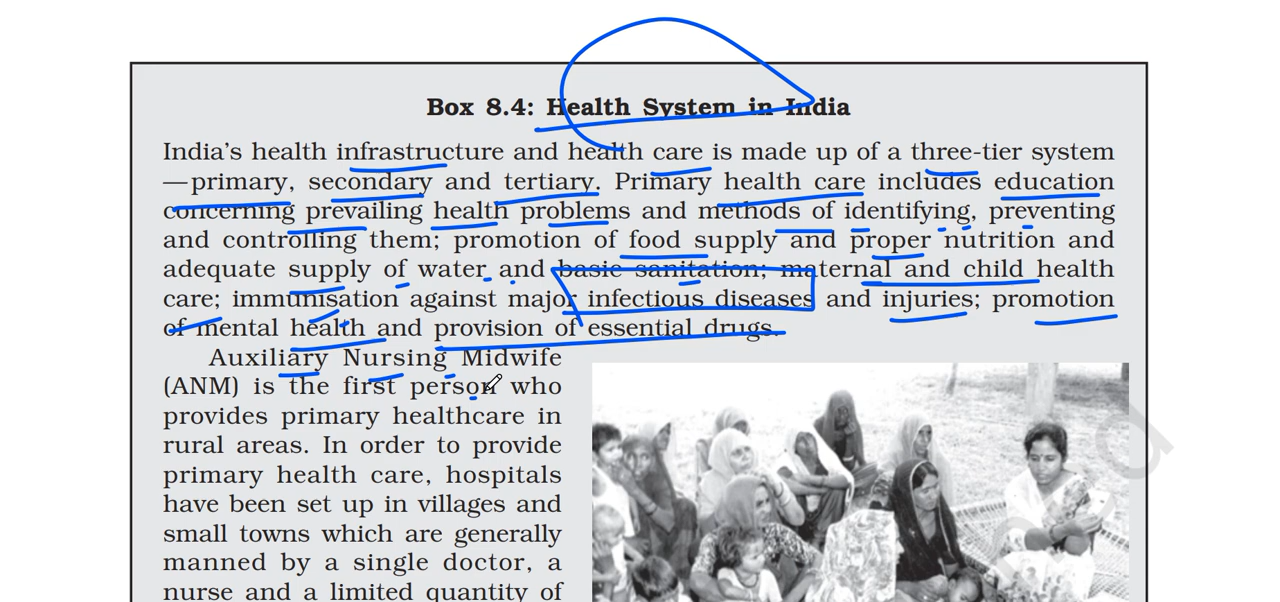 Box 8.4: Health System in India
India's health infrastructure and health care is made up of a three-tier system
—primary, secondary and tertiary. Primary health care includes education
concerning prevailing health problems and methods of identifying, preventing
and controlling them; promotion of food supply and proper nutrition and
adequate supply of water and basic sanitation; maternal and child health
care; immunisation against major infectious diseases and injuries; promotion
of mental health and provision of essential drugs.
Auxiliary Nursing Midwife
(ANM) is the first person who
provides primary healthcare in
rural areas. In order to provide
primary health care, hospitals
have been set up in villages and
small towns which are generally
manned by a single doctor, a
nurse and a limited quantity of